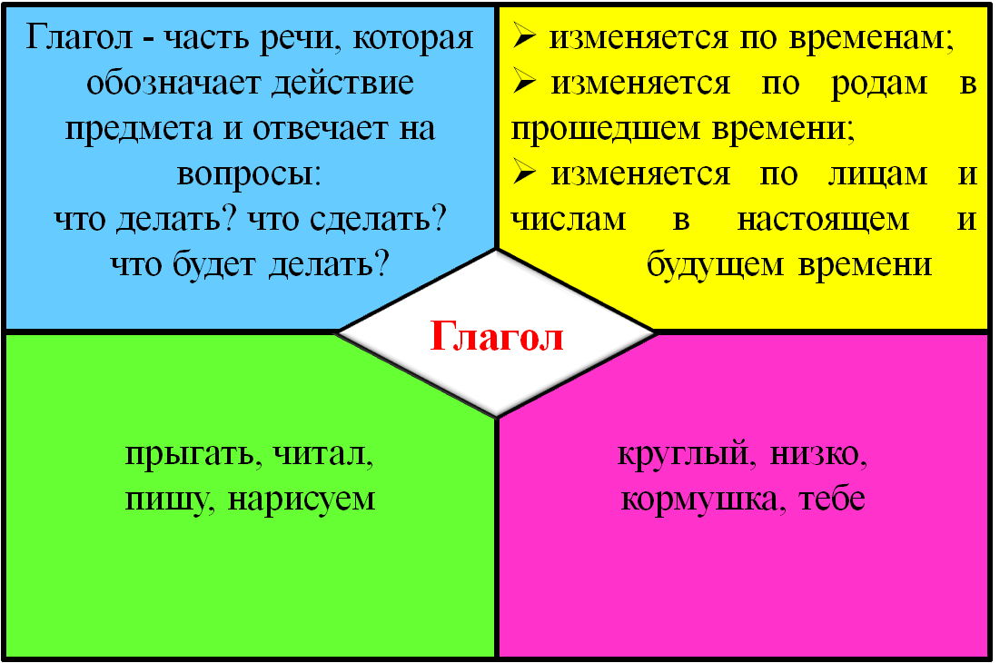 Глагол - часть речи, которая
обозначает действие
предмета и отвечает на
вопросы:
что делать? что сделать?
что будет делать?
➢ изменяется по временам;
➢ изменяется по родам в
прошедшем времени;
➢ изменяется по лицам и
числам в настоящем и
будущем времени
Глагол
прыгать, читал,
пишу, нарисуем
круглый, низко,
кормушка, тебе